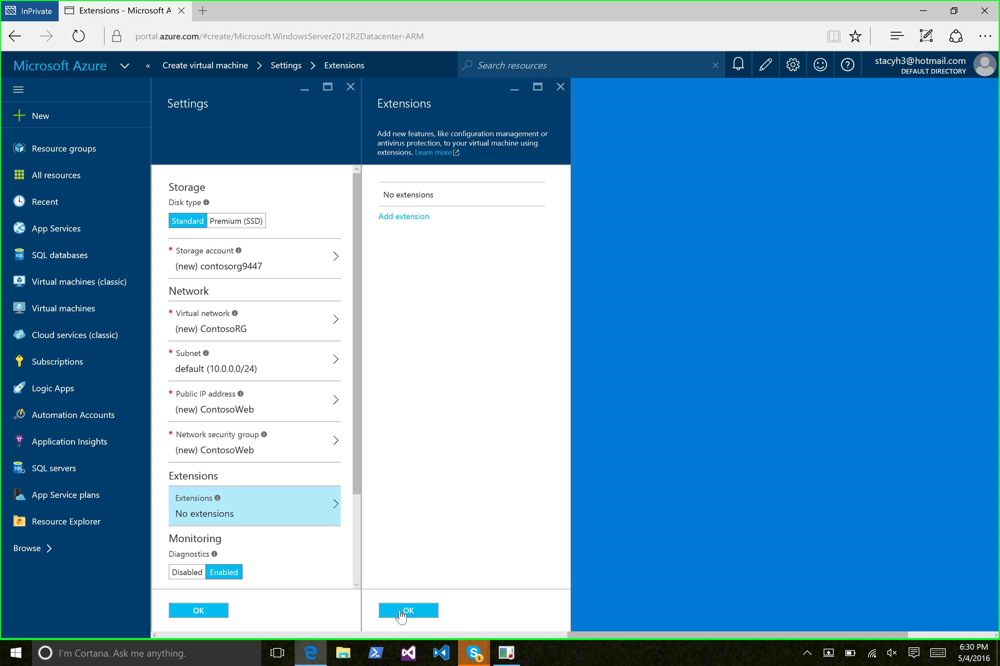 InPrivate
Extensions - Microsoft A
portal.azure.com/#create/Microsoft.WindowsServer2012R2Datacenter-ARM
Microsoft Azure
«
Create virtual machine > Settings > Extensions
Search resources
stacyh3@hotmail.com
DEFAULT DIRECTORY
New
Resource groups
All resources
Recent
App Services
SQL databases
Virtual machines (classic)
Virtual machines
Cloud services (classic)
Subscriptions
Logic Apps
Automation Accounts
Application Insights
SQL servers
App Service plans
Resource Explorer
Browse >
Settings
Storage
Disk type
Standard Premium (SSD)
* Storage account
(new) contosorg9447
Network
* Virtual network
(new) ContosoRG
* Subnet
default (10.0.0.0/24)
* Public IP address
(new) ContosoWeb
* Network security group
(new) ContosoWeb
Extensions
Extensions
No extensions
Monitoring
Diagnostics
Disabled Enabled
OK
Extensions
Add new features, like configuration management or
antivirus protection, to your virtual machine using
extensions. Learn more
No extensions
Add extension
OK
I'm Cortana. Ask me anything.
6:30 PM
5/4/2016